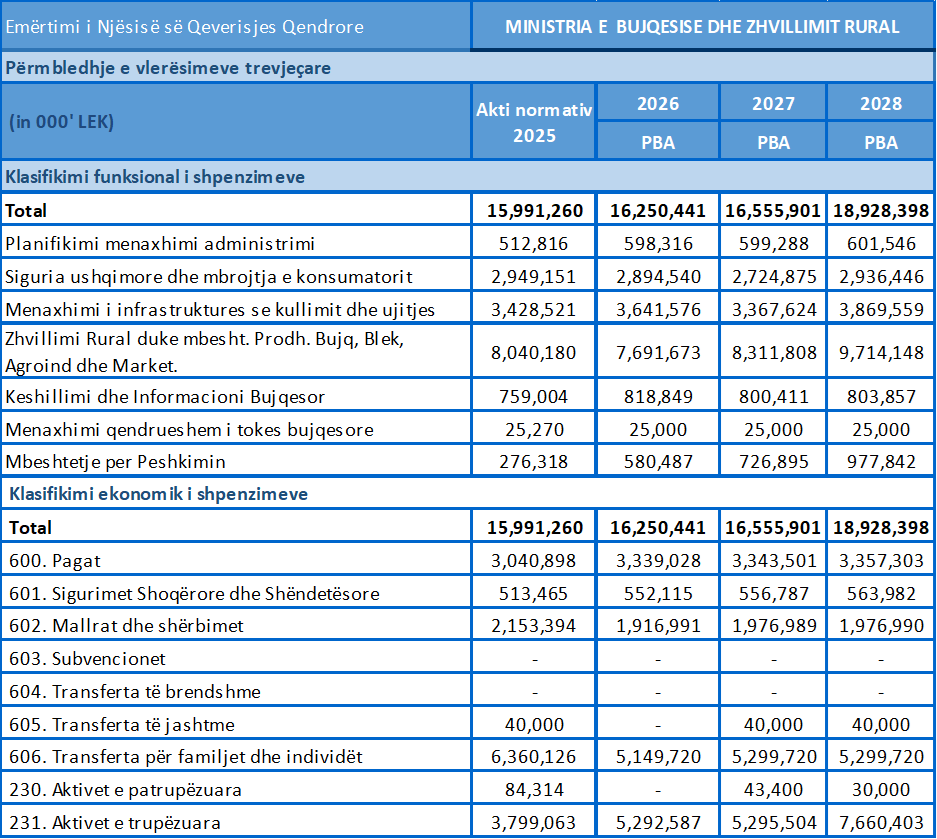 Emërtimi i Njësisë së Qeverisjes Qendrore MINISTRIA E BUJQESISE DHE ZHVILLIMIT RURAL
Përmbledhje e vlerësimeve trevjeçare
(in 000' LEK) Akti normativ 2025 2026 2027 2028
PBA PBA PBA
Klasifikimi funksional i shpenzimeve
Total 15,991,260 16,250,441 16,555,901 18,928,398
Planifikimi menaxhimi administrimi 512,816 598,316 599,288 601,546
Siguria ushqimore dhe mbrojtja e konsumatorit 2,949,151 2,894,540 2,724,875 2,936,446
Menaxhimi i infrastruktures se kullimit dhe ujitjes 3,428,521 3,641,576 3,367,624 3,869,559
Zhvillimi Rural duke mbesht. Prodh. Bujq, Blek,
Agroind dhe Market. 8,040,180 7,691,673 8,311,808 9,714,148
Keshillimi dhe Informacioni Bujqesor 759,004 818,849 800,411 803,857
Menaxhimi qendrueshem i tokes bujqesore 25,270 25,000 25,000 25,000
Mbeshtetje per Peshkimin 276,318 580,487 726,895 977,842
Klasifikimi ekonomik i shpenzimeve
Total 15,991,260 16,250,441 16,555,901 18,928,398
600. Pagat 3,040,898 3,339,028 3,343,501 3,357,303
601. Sigurimet Shoqërore dhe Shëndetësore 513,465 552,115 556,787 563,982
602. Mallrat dhe shërbimet 2,153,394 1,916,991 1,976,989 1,976,990
603. Subvencionet - - - -
604. Transferta të brendshme - - - -
605. Transferta të jashtme 40,000 - 40,000 40,000
606. Transferta për familjet dhe individët 6,360,126 5,149,720 5,299,720 5,299,720
230. Aktivet e patrupëzuara 84,314 - 43,400 30,000
231. Aktivet e trupëzuara 3,799,063 5,292,587 5,295,504 7,660,403